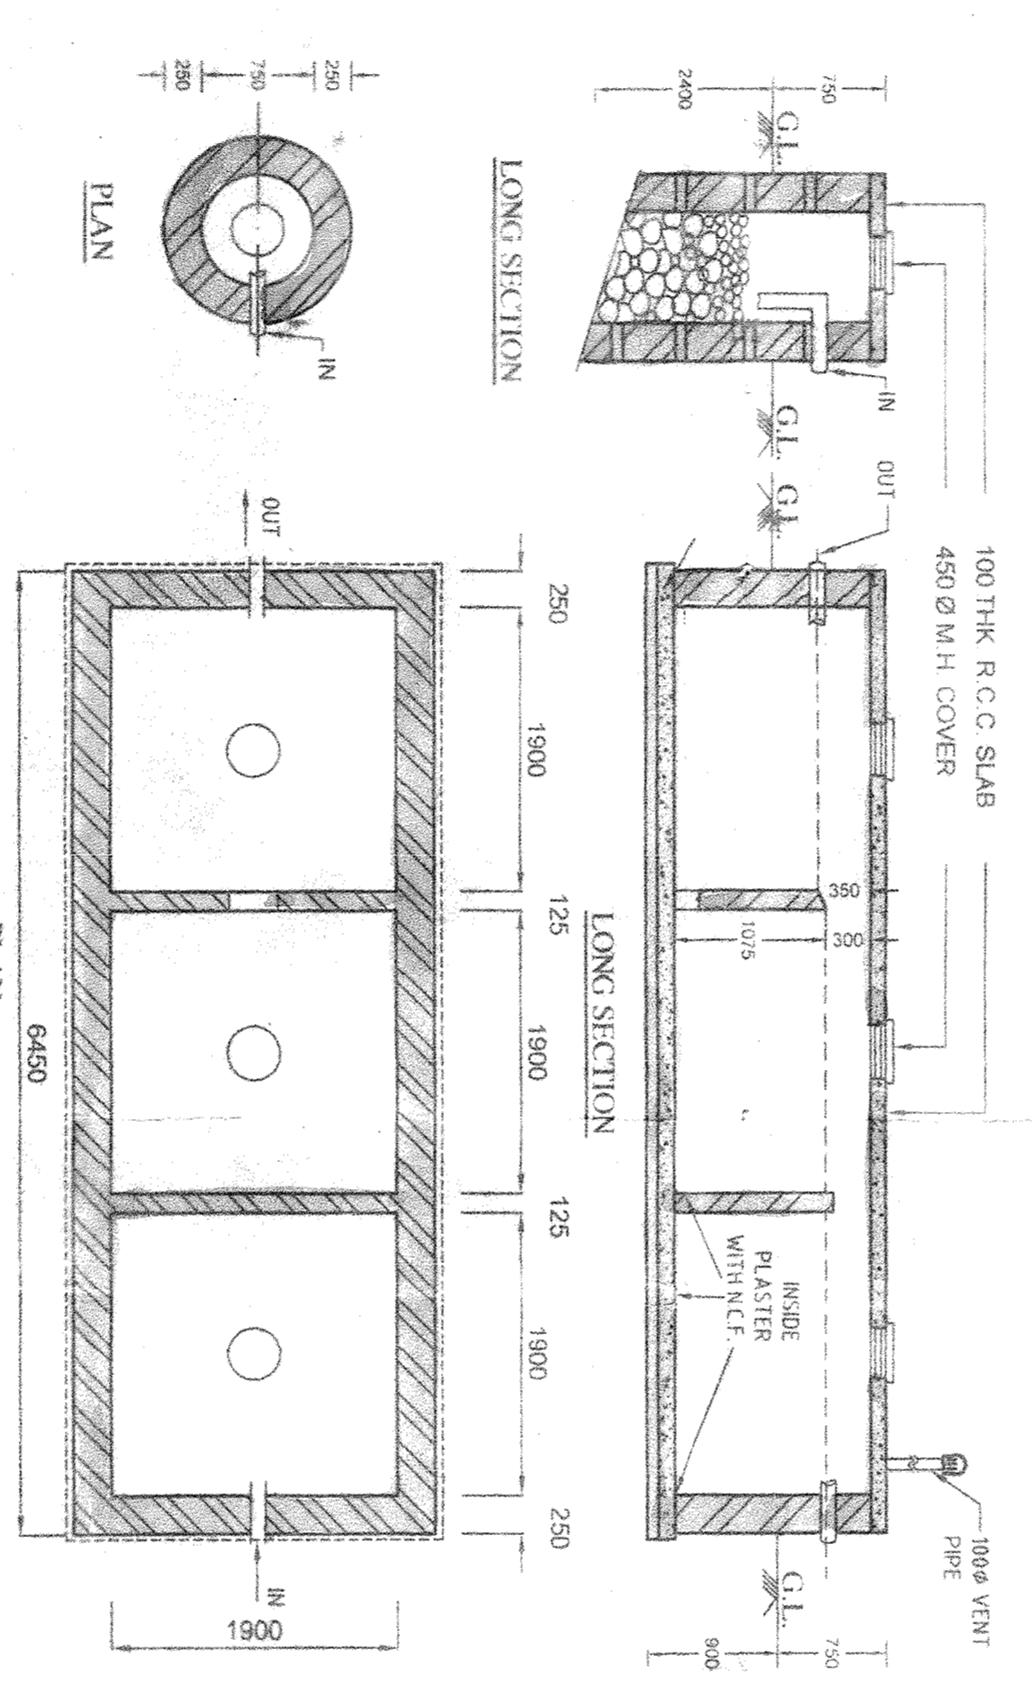 100 THK R.C.C. SLAB
450 Ø M.H. COVER
100Ø VENT
PIPE
IN
OUT
G.L.
G.L.
G.L.
G.L.
750
2400
350
300
1075
INSIDE
PLASTER
WITH N.C.F.
750
900
LONG SECTION
LONG SECTION
250
1900
125
1900
125
1900
250
250
750
250
IN
PLAN
OUT
IN
1900
6450